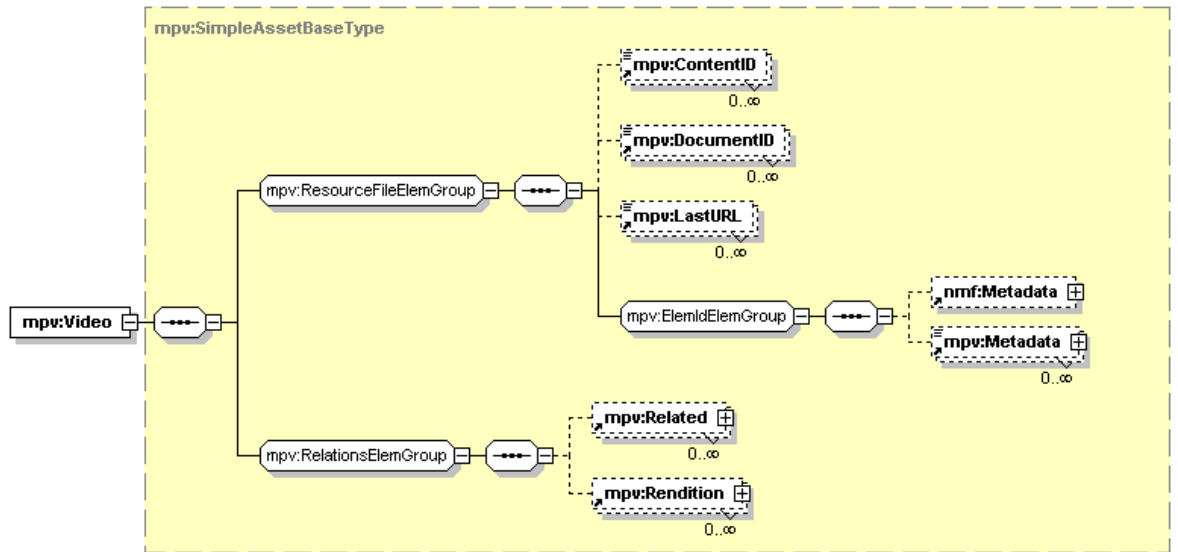 mpv:SimpleAssetBaseType
mpv:ContentID
0..∞
mpv:DocumentID
0..∞
mpv:ResourceFileElemGroup
mpv:LastURL
0..∞
nmf:Metadata
mpv:Video
mpv:ElemIdElemGroup
mpv:Metadata
0..∞
mpv:Related
0..∞
mpv:RelationsElemGroup
mpv:Rendition
0..∞